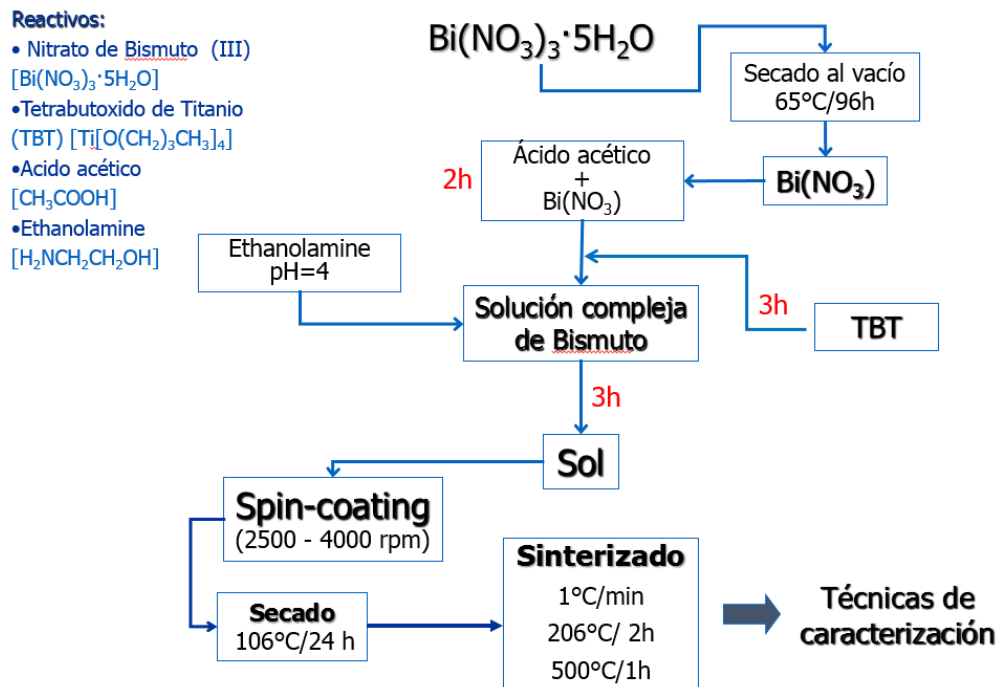 Reactivos:
• Nitrato de Bismuto (III)
[Bi(NO₃)₃·5H₂O]
•Tetrabutoxido de Titanio
(TBT) [Ti[O(CH₂)₃CH₃]₄]
•Acido acético
[CH₃COOH]
•Ethanolamine
[H₂NCH₂CH₂OH]
Bi(NO₃)₃·5H₂O
Secado al vacío
65°C/96h
Bi(NO₃)
2h
Ácido acético
+
Bi(NO₃)
Ethanolamine
pH=4
Solución compleja
de Bismuto
3h
TBT
3h
Sol
Spin-coating
(2500 - 4000 rpm)
Secado
106°C/24 h
Sinterizado
1°C/min
206°C/ 2h
500°C/1h
Técnicas de
caracterización